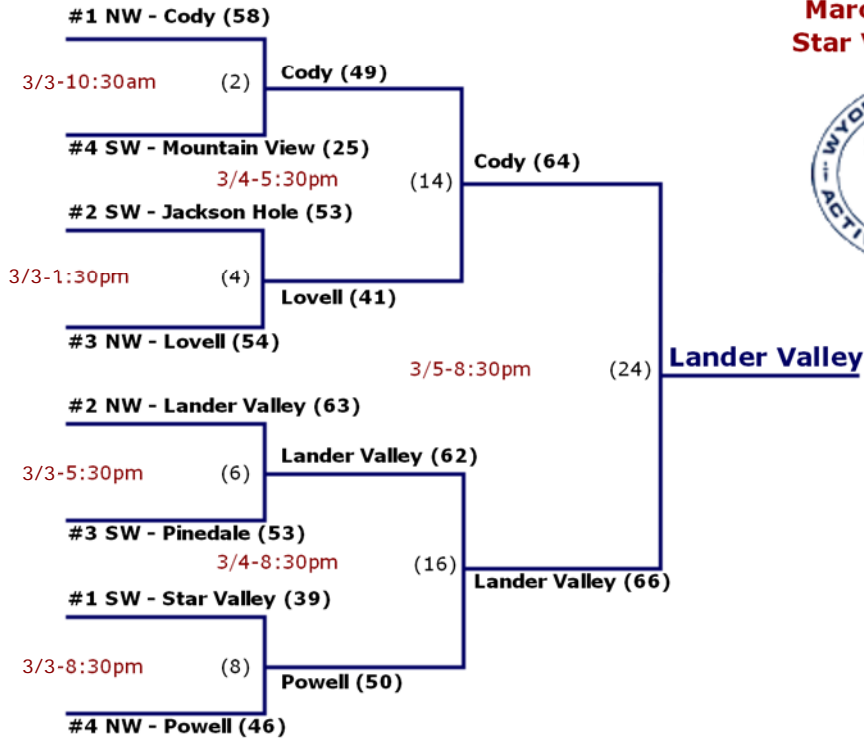 #1 NW - Cody (58)
3/3-10:30am
(2)
Cody (49)
#4 SW - Mountain View (25)
3/4-5:30pm
(14)
Cody (64)
#2 SW - Jackson Hole (53)
3/3-1:30pm
(4)
Lovell (41)
#3 NW - Lovell (54)
3/5-8:30pm
(24)
Lander Valley
#2 NW - Lander Valley (63)
3/3-5:30pm
(6)
Lander Valley (62)
#3 SW - Pinedale (53)
3/4-8:30pm
(16)
Lander Valley (66)
#1 SW - Star Valley (39)
3/3-8:30pm
(8)
Powell (50)
#4 NW - Powell (46)
Star